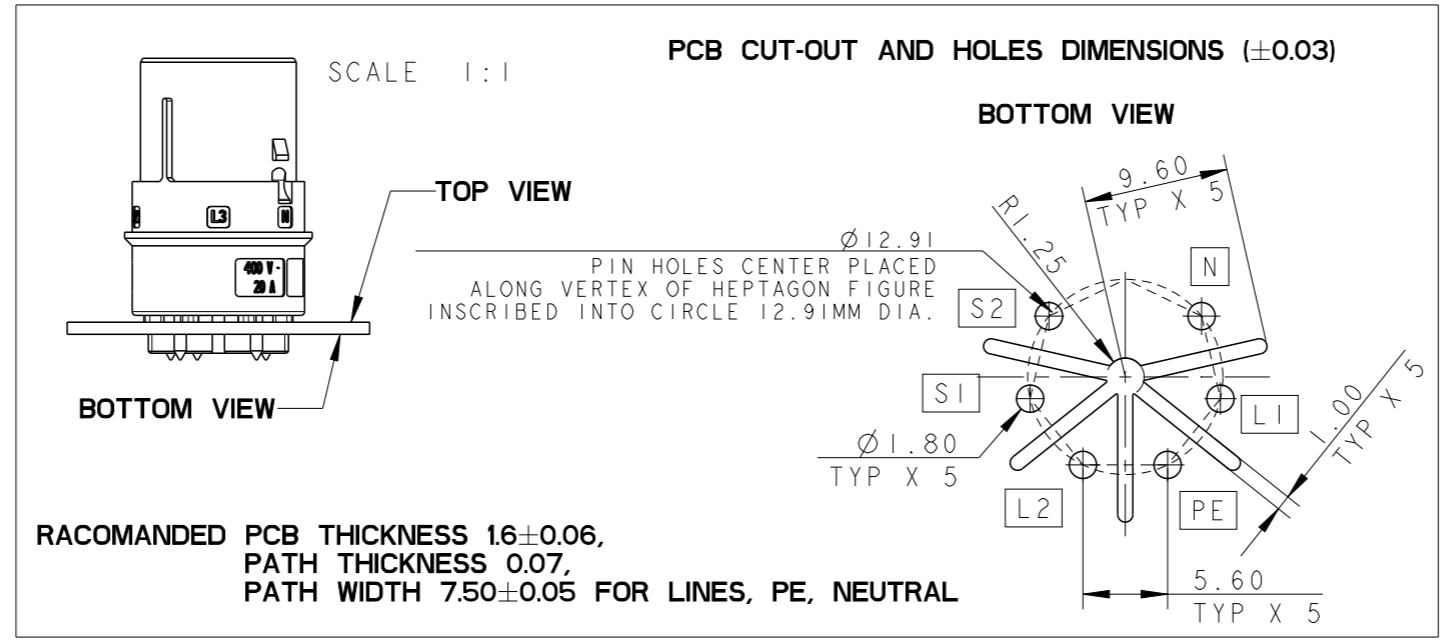 SCALE 1:1
PCB CUT-OUT AND HOLES DIMENSIONS (±0.03)
BOTTOM VIEW
TOP VIEW
L3
N
400 V~
20 A
BOTTOM VIEW
9.60
TYP X 5
R1.25
Ø12.91
PIN HOLES CENTER PLACED
ALONG VERTEX OF HEPTAGON FIGURE
INSCRIBED INTO CIRCLE 12.91MM DIA.
N
S2
S1
L1
1.00
TYP X 5
Ø1.80
TYP X 5
L2
PE
5.60
TYP X 5
RACOMANDED PCB THICKNESS 1.6±0.06,
PATH THICKNESS 0.07,
PATH WIDTH 7.50±0.05 FOR LINES, PE, NEUTRAL